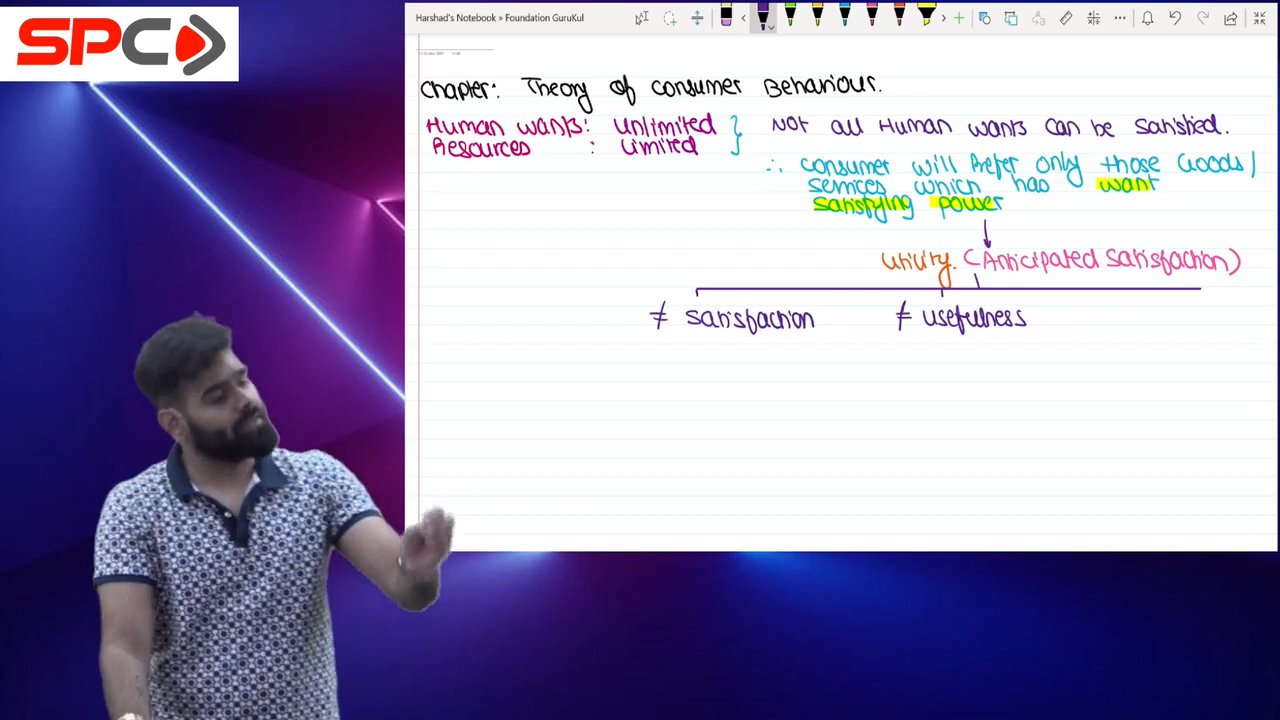 SPC
Harshad's Notebook » Foundation GuruKul
Chapter: Theory of Consumer Behaviour.
Human wants: Unlimited
Resources : Limited
Not all Human wants can be satisfied.
∴ Consumer will Prefer only those Goods/
services which has want
satisfying power
Utility. (Anticipated Satisfaction)
≠ satisfaction ≠ usefulness